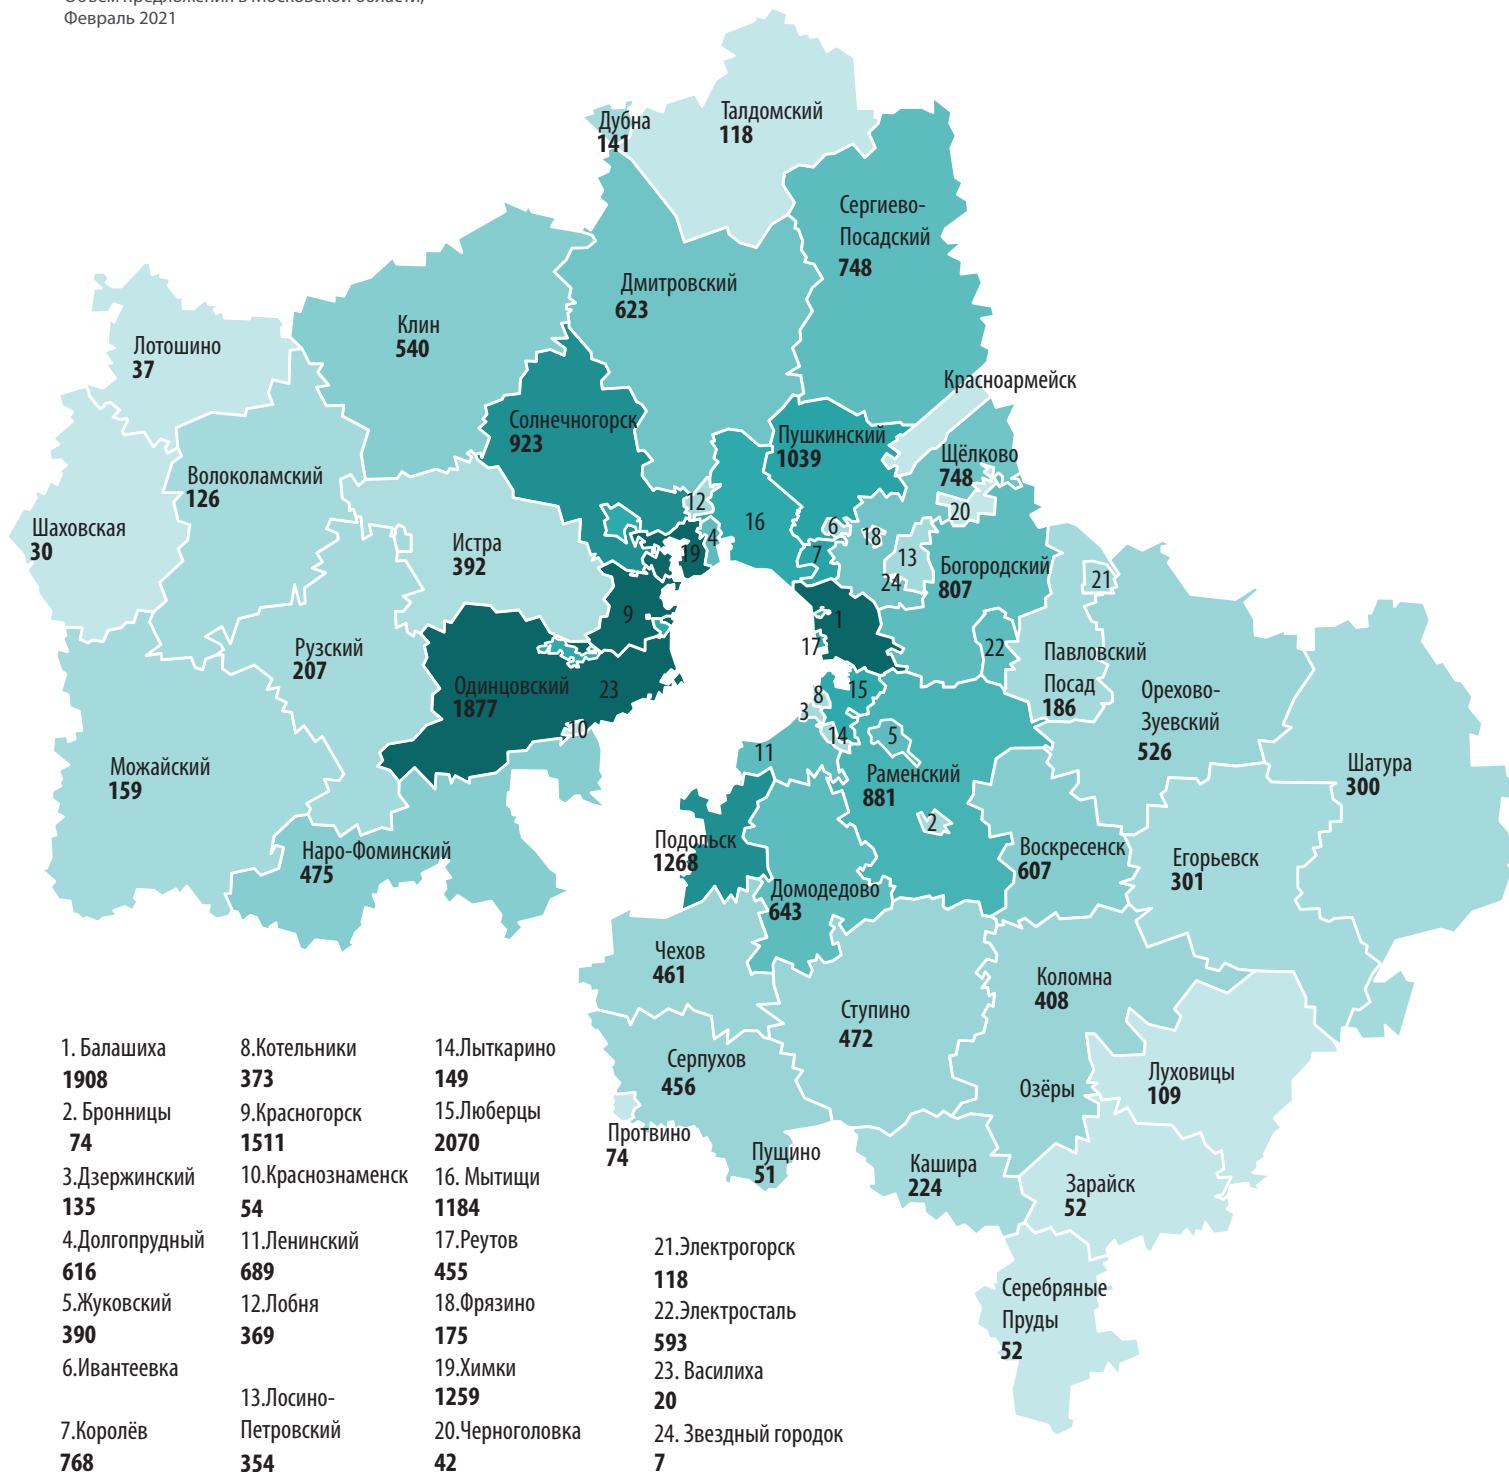 Объем предложения в Московской области,
Февраль 2021
Дубна
141
Талдомский
118
Сергиево-
Посадский
748
Дмитровский
623
Клин
540
Лотошино
37
Красноармейск
Солнечногорск
923
Пушкинский
1039
Щёлково
748
Волоколамский
126
Шаховская
30
Истра
392
12
16
4
19
6
18
7
13
24
20
Богородский
807
21
9
1
17
22
Рузский
207
Одинцовский
1877
23
10
Павловский
Посад
186
Орехово-
Зуевский
526
8
15
3
14
5
11
Можайский
159
Раменский
881
2
Шатура
300
Наро-Фоминский
475
Подольск
1268
Воскресенск
607
Егорьевск
301
Домодедово
643
Чехов
461
Коломна
408
Ступино
472
Серпухов
456
Озёры
Луховицы
109
Протвино
74
Пущино
51
Кашира
224
Зарайск
52
Серебряные
Пруды
52
1. Балашиха
1908
2. Бронницы
74
3.Дзержинский
135
4.Долгопрудный
616
5.Жуковский
390
6.Ивантеевка
7.Королёв
768
8.Котельники
373
9.Красногорск
1511
10.Краснознаменск
54
11.Ленинский
689
12.Лобня
369
13.Лосино-
Петровский
354
14.Лыткарино
149
15.Люберцы
2070
16. Мытищи
1184
17.Реутов
455
18.Фрязино
175
19.Химки
1259
20.Черноголовка
42
21.Электрогорск
118
22.Электросталь
593
23. Василиха
20
24. Звездный городок
7